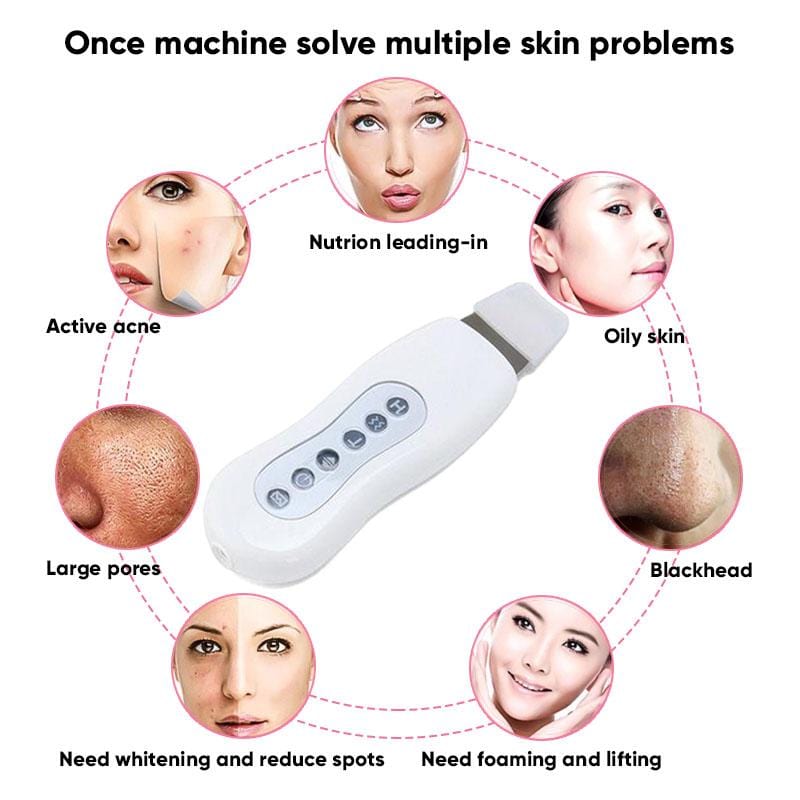 Once machine solve multiple skin problems
Nutrion leading-in
Active acne
Oily skin
H
T
Large pores
Blackhead
Need whitening and reduce spots
Need foaming and lifting